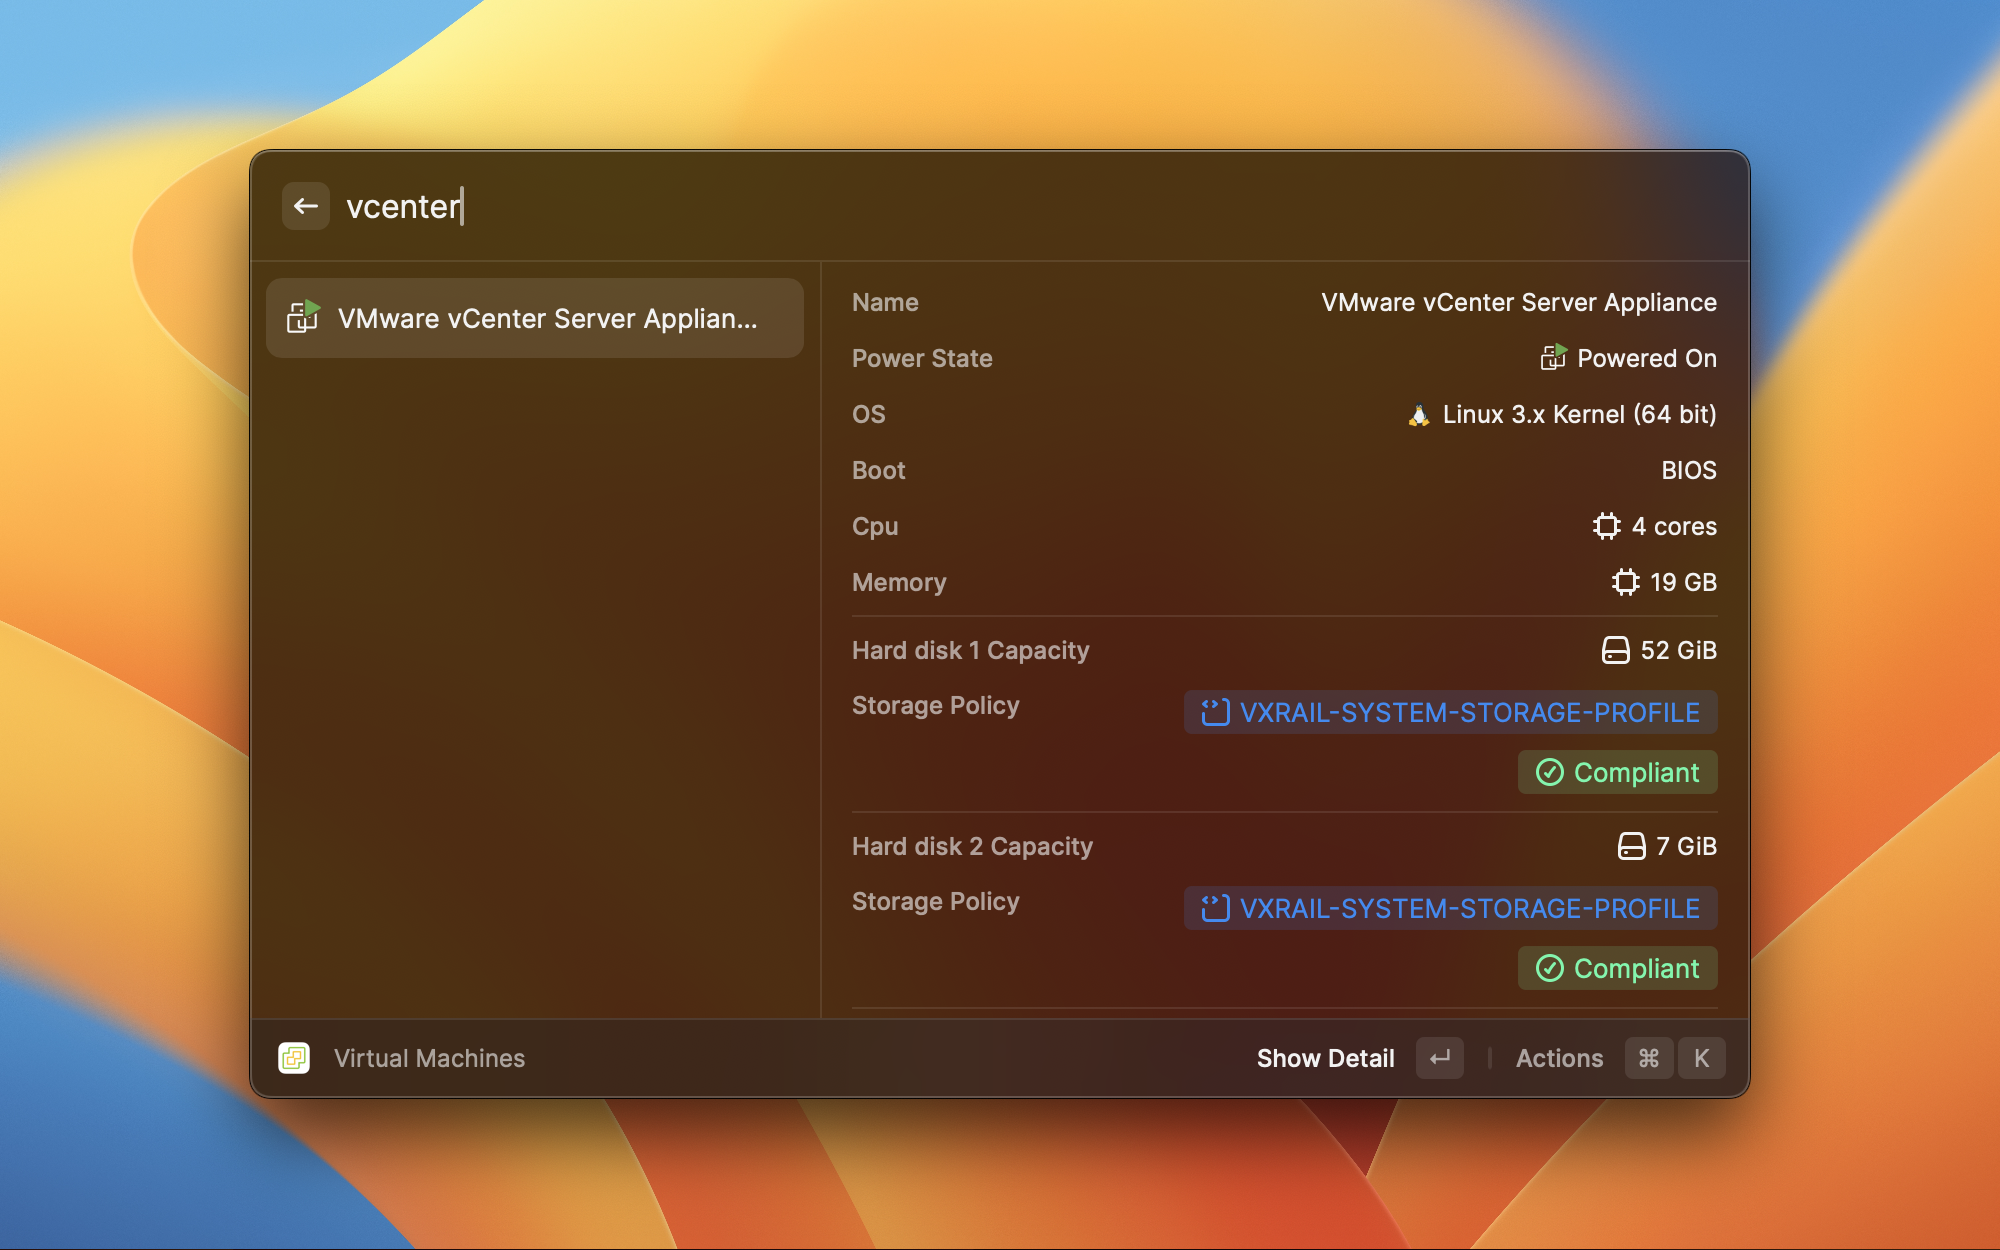 vcenter
VMware vCenter Server Applian...
Name VMware vCenter Server Appliance
Power State Powered On
OS Linux 3.x Kernel (64 bit)
Boot BIOS
Cpu 4 cores
Memory 19 GB
Hard disk 1 Capacity 52 GiB
Storage Policy VXRAIL-SYSTEM-STORAGE-PROFILE
Compliant
Hard disk 2 Capacity 7 GiB
Storage Policy VXRAIL-SYSTEM-STORAGE-PROFILE
Compliant
Virtual Machines Show Detail ↵ Actions ⌘ K